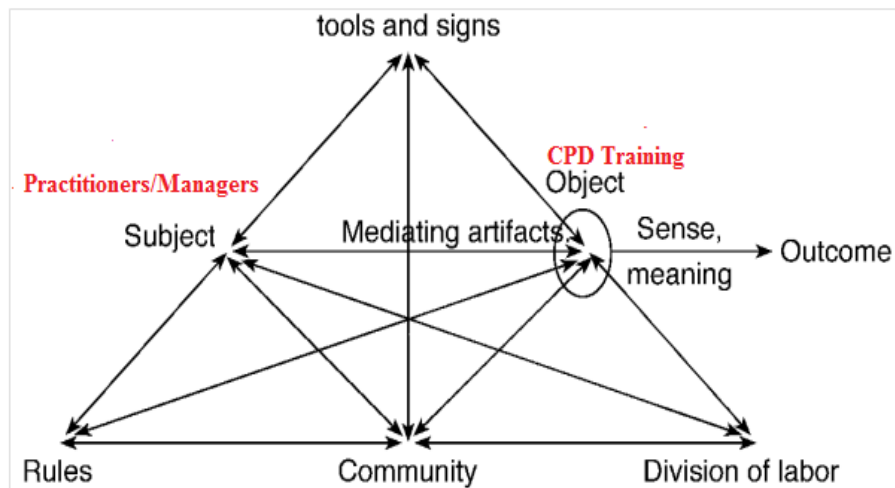 tools and signs
CPD Training
Practitioners/Managers
Object
Subject
Mediating artifacts,
Sense,
meaning
Outcome
Rules
Community
Division of labor